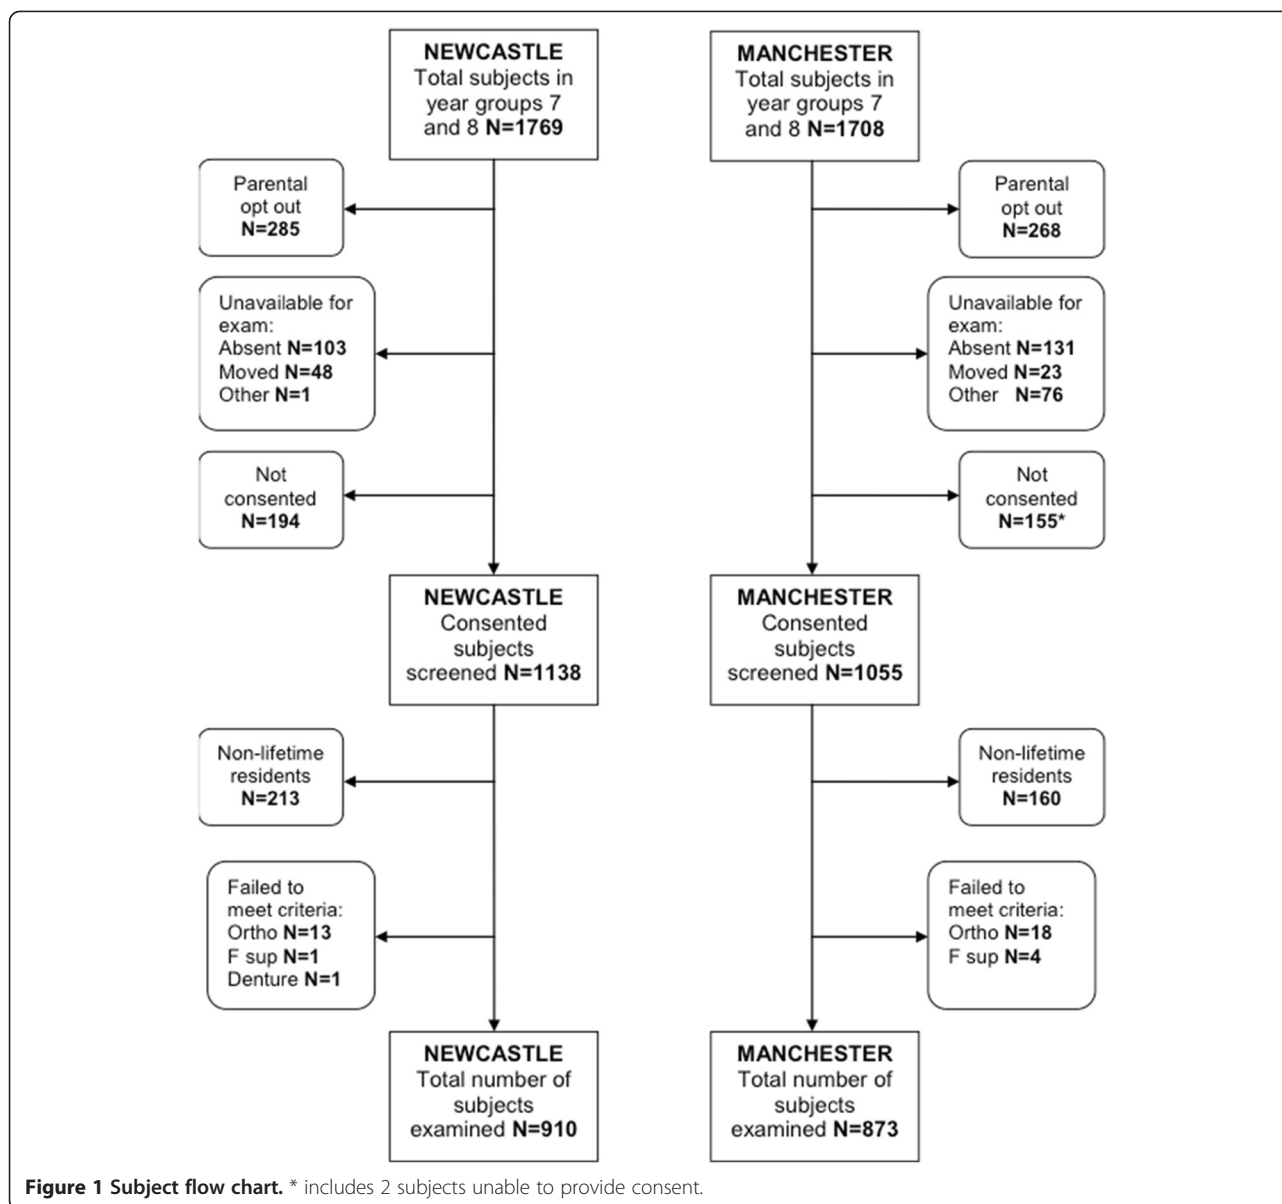 NEWCASTLE
Total subjects in
year groups 7
and 8 N=1769
MANCHESTER
Total subjects in
year groups 7
and 8 N=1708
Parental
opt out
N=285
Parental
opt out
N=268
Unavailable for
exam:
Absent N=103
Moved N=48
Other N=1
Unavailable for
exam:
Absent N=131
Moved N=23
Other N=76
Not
consented
N=194
Not
consented
N=155*
NEWCASTLE
Consented
subjects
screened N=1138
MANCHESTER
Consented
subjects
screened N=1055
Non-lifetime
residents
N=213
Non-lifetime
residents
N=160
Failed to
meet criteria:
Ortho N=13
F sup N=1
Denture N=1
Failed to
meet criteria:
Ortho N=18
F sup N=4
NEWCASTLE
Total number of
subjects
examined N=910
MANCHESTER
Total number of
subjects
examined N=873
Figure 1 Subject flow chart. * includes 2 subjects unable to provide consent.